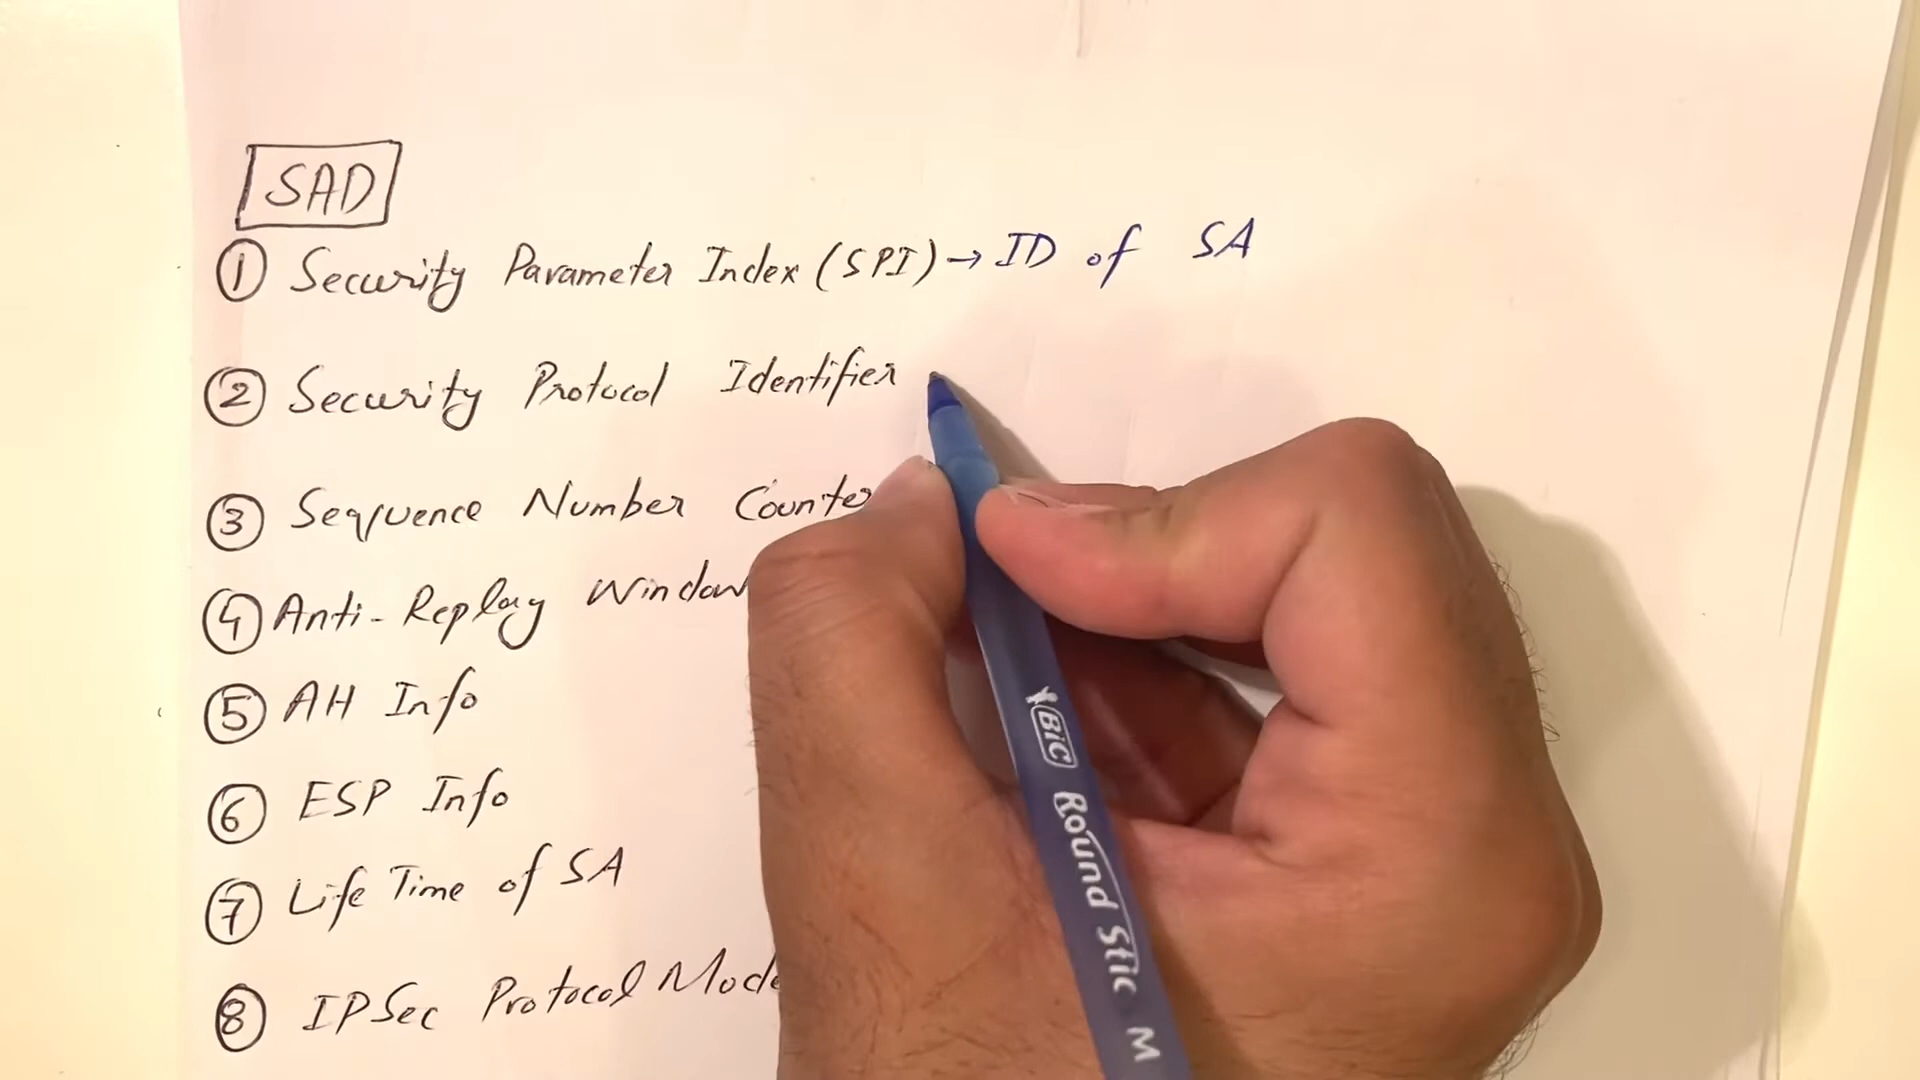 SAD
① Security Parameter Index (SPI) → ID of SA
② Security Protocol Identifier
③ Sequence Number Counte
④ Anti-Replay Window
⑤ AH Info
⑥ ESP Info
⑦ Life Time of SA
⑧ IPSec Protocol Mode
BIC Round Stic M